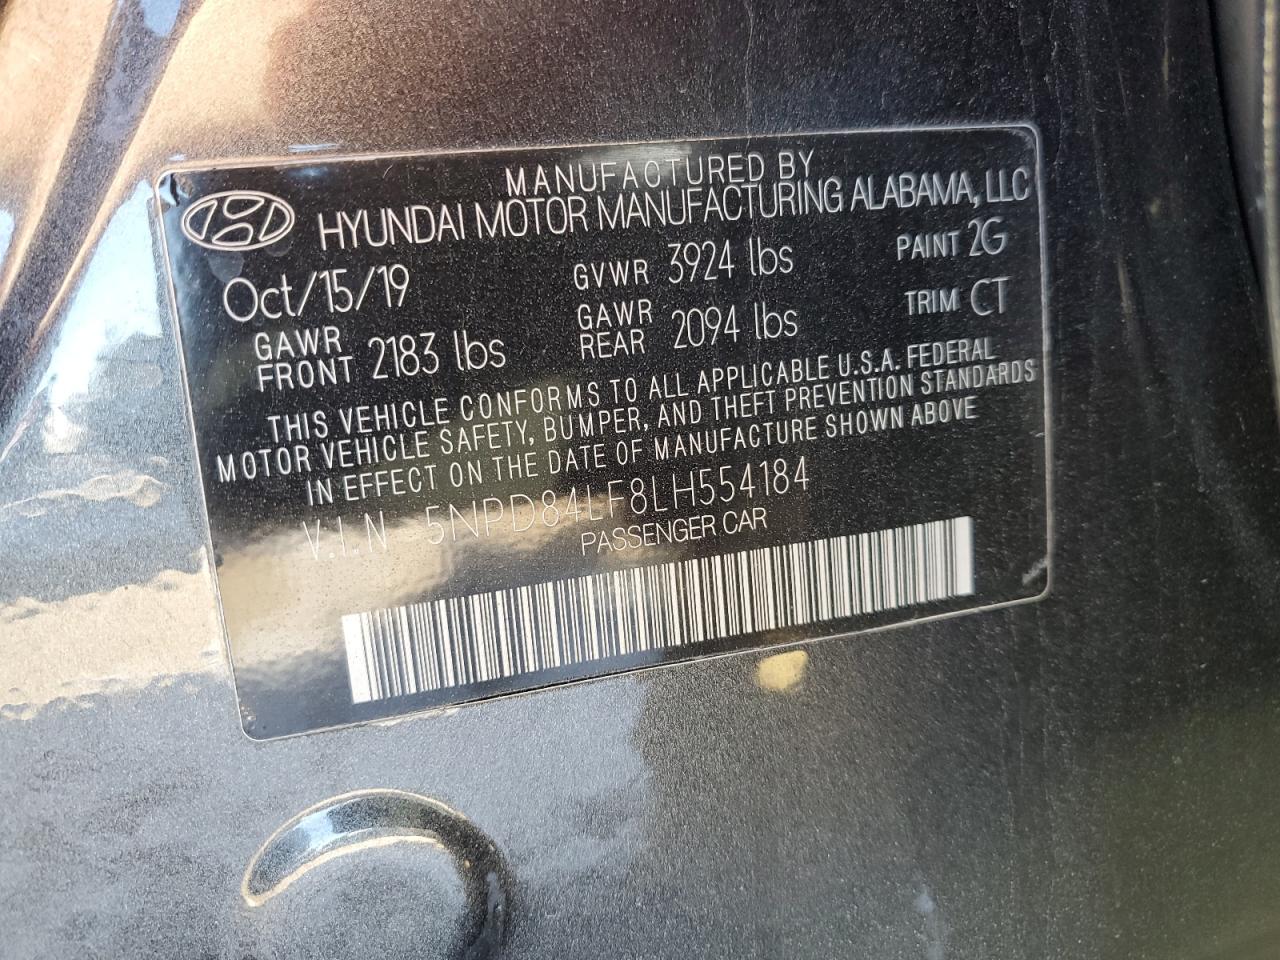 MANUFACTURED BY
HYUNDAI MOTOR MANUFACTURING ALABAMA, LLC
Oct/15/19 GVWR 3924 lbs PAINT 2G
GAWR FRONT 2183 lbs GAWR REAR 2094 lbs TRIM CT
THIS VEHICLE CONFORMS TO ALL APPLICABLE U.S.A. FEDERAL
MOTOR VEHICLE SAFETY, BUMPER, AND THEFT PREVENTION STANDARDS
IN EFFECT ON THE DATE OF MANUFACTURE SHOWN ABOVE
V.I.N 5NPD84LF8LH554184
PASSENGER CAR